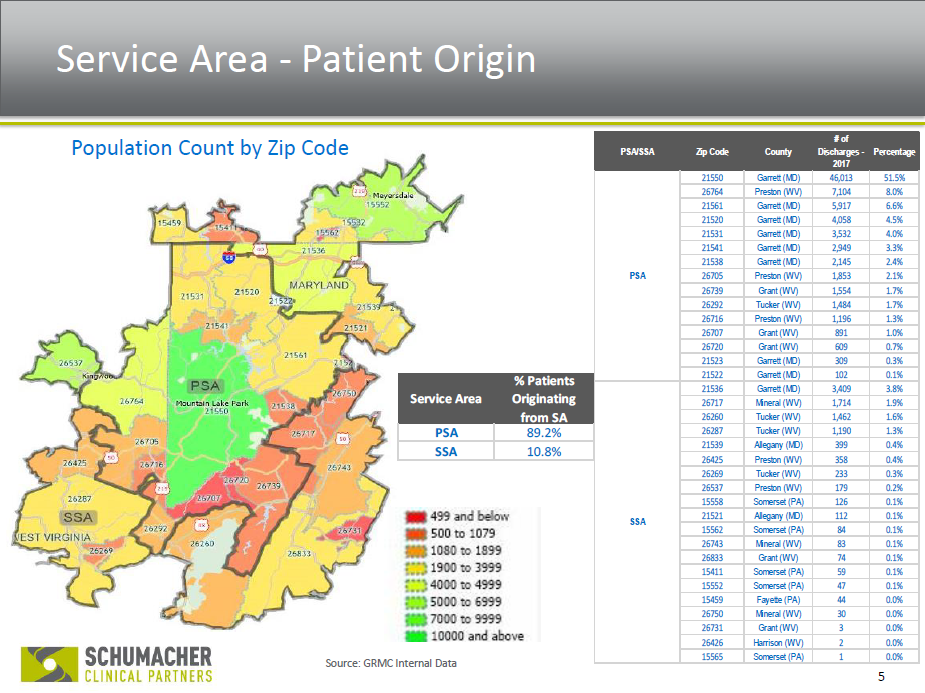 Service Area - Patient Origin
Population Count by Zip Code
219
Meyersdale
15552
15532
15459
15411
15562
40
21536
68
MARYLAND
21531
21520
21522
21539
21541
21521
21561
26537
Kingwood
PSA
26764
Mountain Lake Park
21550
21538
26750
26705
26717
50
50
26425
26716
26743
26720
26739
219
26287
26707
SSA
WEST VIRGINIA
26292
26731
26260
26269
26833
Service Area % Patients Originating from SA
PSA 89.2%
SSA 10.8%
499 and below
500 to 1079
1080 to 1899
1900 to 3999
4000 to 4999
5000 to 6999
7000 to 9999
10000 and above
PSA/SSA Zip Code County # of Discharges - 2017 Percentage
PSA
21550 Garrett (MD) 46,013 51.5%
26764 Preston (WV) 7,104 8.0%
21561 Garrett (MD) 5,917 6.6%
21520 Garrett (MD) 4,058 4.5%
21531 Garrett (MD) 3,532 4.0%
21541 Garrett (MD) 2,949 3.3%
21538 Garrett (MD) 2,145 2.4%
26705 Preston (WV) 1,853 2.1%
26739 Grant (WV) 1,554 1.7%
26292 Tucker (WV) 1,484 1.7%
26716 Preston (WV) 1,196 1.3%
26707 Grant (WV) 891 1.0%
26720 Grant (WV) 609 0.7%
21523 Garrett (MD) 309 0.3%
21522 Garrett (MD) 102 0.1%
SSA
21536 Garrett (MD) 3,409 3.8%
26717 Mineral (WV) 1,714 1.9%
26260 Tucker (WV) 1,462 1.6%
26287 Tucker (WV) 1,190 1.3%
21539 Allegany (MD) 399 0.4%
26425 Preston (WV) 358 0.4%
26269 Tucker (WV) 233 0.3%
26537 Preston (WV) 179 0.2%
15558 Somerset (PA) 126 0.1%
21521 Allegany (MD) 112 0.1%
15562 Somerset (PA) 84 0.1%
26743 Mineral (WV) 83 0.1%
26833 Grant (WV) 74 0.1%
15411 Somerset (PA) 59 0.1%
15552 Somerset (PA) 47 0.1%
15459 Fayette (PA) 44 0.0%
26750 Mineral (WV) 30 0.0%
26731 Grant (WV) 3 0.0%
26426 Harrison (WV) 2 0.0%
15565 Somerset (PA) 1 0.0%
SCHUMACHER
CLINICAL PARTNERS
Source: GRMC Internal Data
5